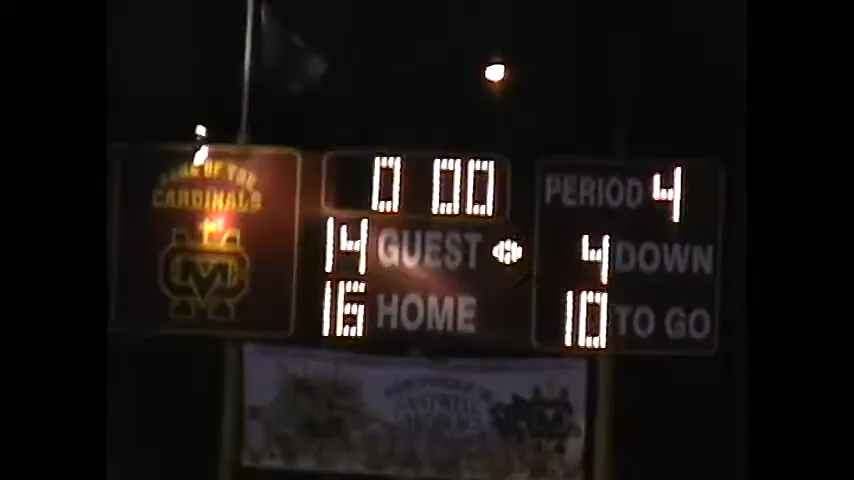 HOME OF THE
CARDINALS
0 00
PERIOD 4
14 GUEST
4 DOWN
16 HOME
10 TO GO